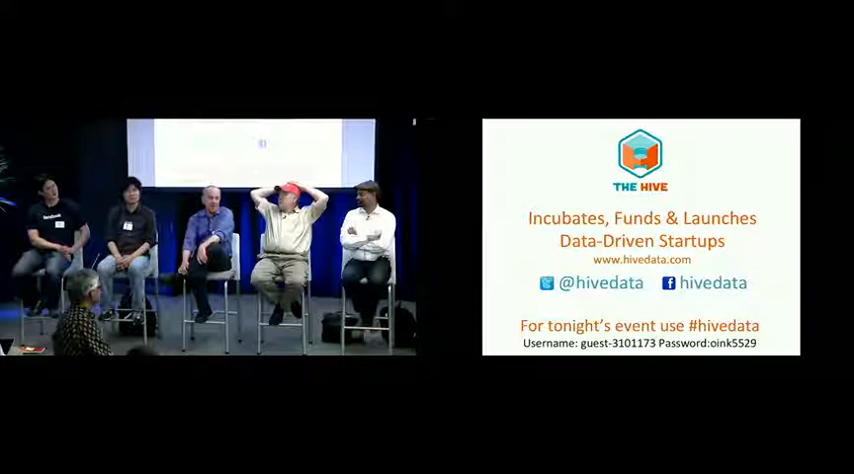 THE HIVE
Incubates, Funds & Launches
Data-Driven Startups
www.hivedata.com
@hivedata hivedata
For tonight's event use #hivedata
Username: guest-3101173 Password:oink5529